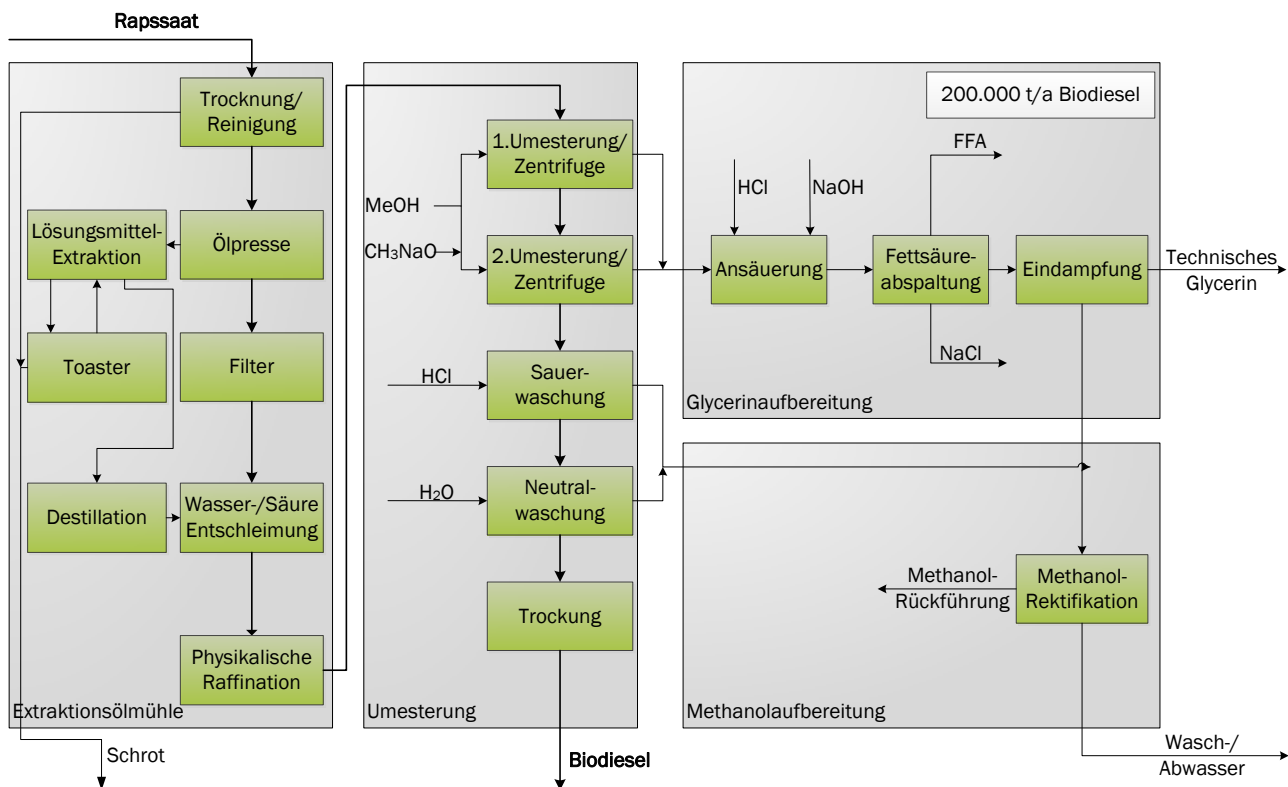 Rapssaat
Trocknung/
Reinigung
Lösungsmittel-
Extraktion
Ölpresse
Toaster
Filter
Destillation
Wasser-/Säure
Entschleimung
Physikalische
Raffination
Extraktionsölmühle
Schrot
1.Umesterung/
Zentrifuge
MeOH
CH₃NaO
2.Umesterung/
Zentrifuge
HCl
Sauer-
waschung
H₂O
Neutral-
waschung
Trockung
Umesterung
Biodiesel
200.000 t/a Biodiesel
FFA
HCl
NaOH
Ansäuerung
Fettsäure-
abspaltung
Eindampfung
Technisches
Glycerin
NaCl
Glycerinaufbereitung
Methanol-
Rückführung
Methanol-
Rektifikation
Methanolaufbereitung
Wasch-/
Abwasser